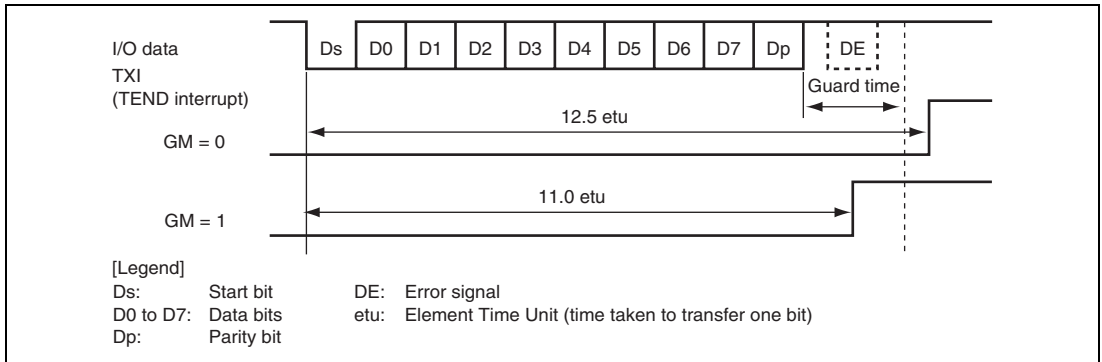 I/O data
Ds D0 D1 D2 D3 D4 D5 D6 D7 Dp DE
TXI
(TEND interrupt)
Guard time
12.5 etu
GM = 0
11.0 etu
GM = 1
[Legend]
Ds: Start bit DE: Error signal
D0 to D7: Data bits etu: Element Time Unit (time taken to transfer one bit)
Dp: Parity bit